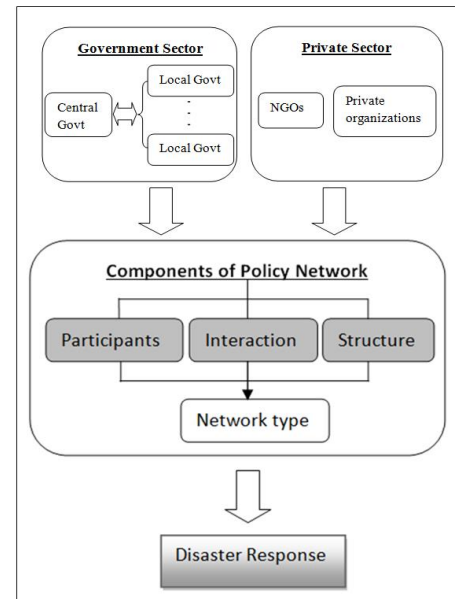 Government Sector
Central
Govt
Local Govt
Local Govt
Private Sector
NGOs
Private
organizations
Components of Policy Network
Participants
Interaction
Structure
Network type
Disaster Response